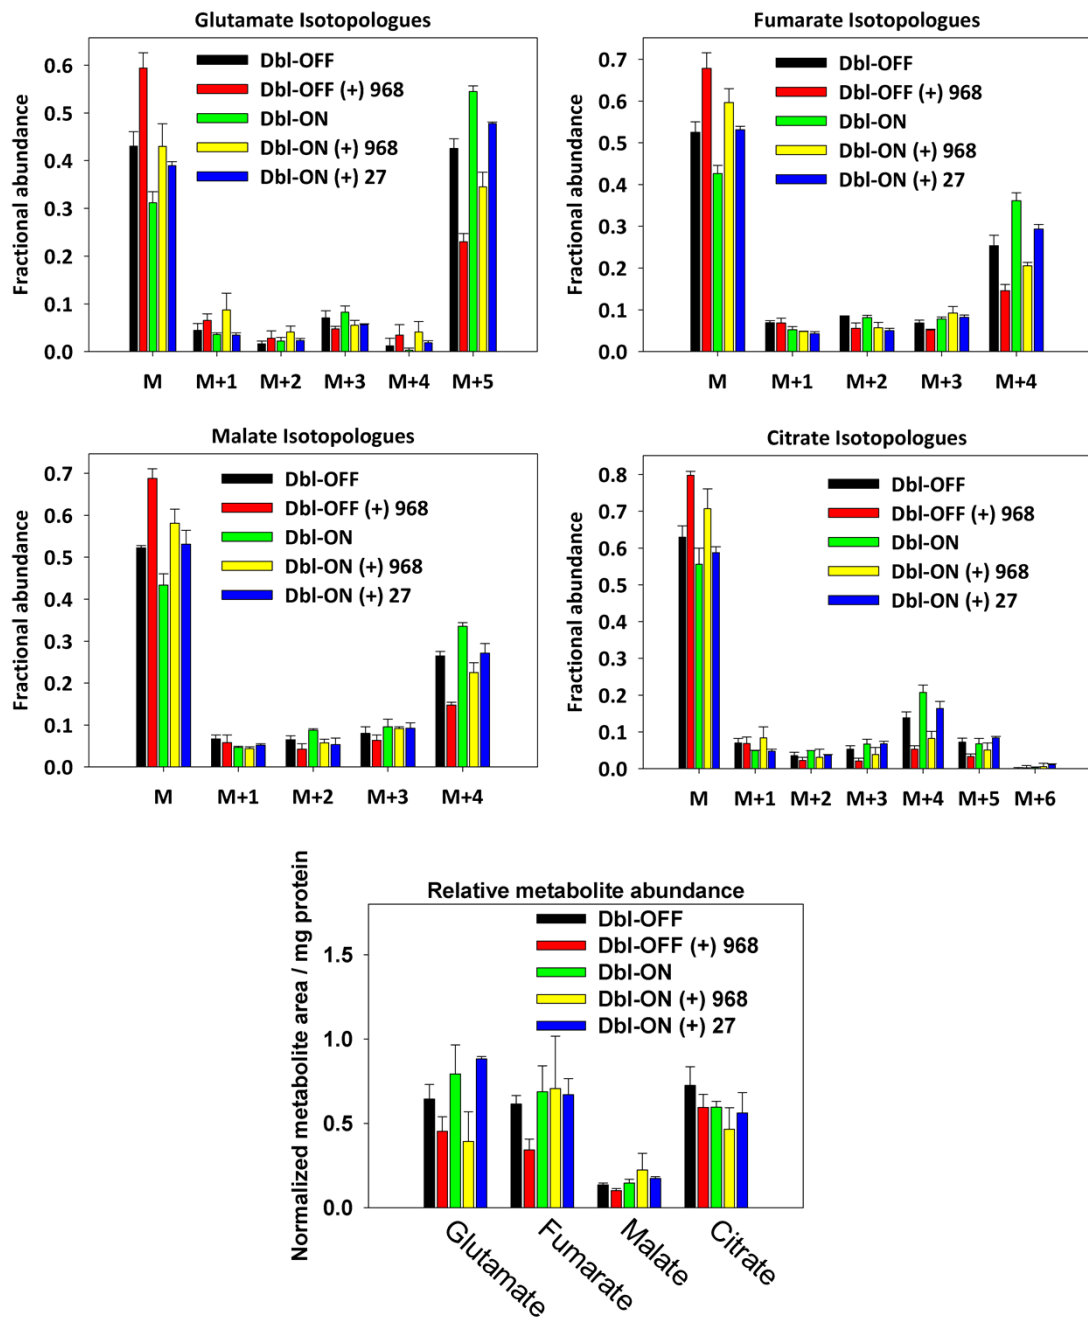 Glutamate Isotopologues
Fractional abundance
0.6
0.5
0.4
0.3
0.2
0.1
0.0
Dbl-OFF
Dbl-OFF (+) 968
Dbl-ON
Dbl-ON (+) 968
Dbl-ON (+) 27
M M+1 M+2 M+3 M+4 M+5
Fumarate Isotopologues
Fractional abundance
0.7
0.6
0.5
0.4
0.3
0.2
0.1
0.0
Dbl-OFF
Dbl-OFF (+) 968
Dbl-ON
Dbl-ON (+) 968
Dbl-ON (+) 27
M M+1 M+2 M+3 M+4
Malate Isotopologues
Fractional abundance
0.7
0.6
0.5
0.4
0.3
0.2
0.1
0.0
Dbl-OFF
Dbl-OFF (+) 968
Dbl-ON
Dbl-ON (+) 968
Dbl-ON (+) 27
M M+1 M+2 M+3 M+4
Citrate Isotopologues
Fractional abundance
0.8
0.7
0.6
0.5
0.4
0.3
0.2
0.1
0.0
Dbl-OFF
Dbl-OFF (+) 968
Dbl-ON
Dbl-ON (+) 968
Dbl-ON (+) 27
M M+1 M+2 M+3 M+4 M+5 M+6
Relative metabolite abundance
Normalized metabolite area / mg protein
1.5
1.0
0.5
0.0
Dbl-OFF
Dbl-OFF (+) 968
Dbl-ON
Dbl-ON (+) 968
Dbl-ON (+) 27
Glutamate
Fumarate
Malate
Citrate